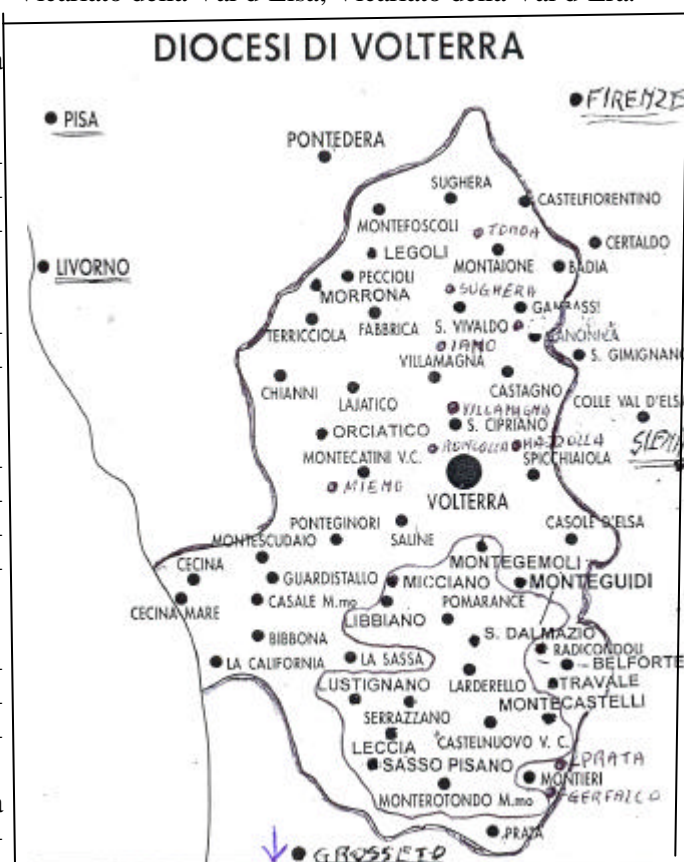 Vicariato della Val d'Elsa, Vicariato della Val d'Era.
DIOCESI DI VOLTERRA
PISA
FIRENZE
PONTEDERA
SUGHERA
CASTELFIORENTINO
MONTEFOSCOLI
TONDA
CERTALDO
LEGOLI
MONTAIONE
BADIA
LIVORNO
PECCIOLI
SUGHERA
MORRONA
GAMBASSI
TERRICCIOLA
FABBRICA
S. VIVALDO
CANONICA
IANO
VILLAMAGNA
S. GIMIGNANO
CHIANNI
LAJATICO
CASTAGNO
COLLE VAL D'ELSA
VILLAMAGNA
S. CIPRIANO
ORCIATICO
RONCOLLA
MAZZOLLA
SIENA
MONTECATINI V.C.
SPICCHIAIOLA
MIEMO
VOLTERRA
PONTEGINORI
SALINE
CASOLE D'ELSA
MONTESCUDAIO
CECINA
MONTEGEMOLI
GUARDISTALLO
MICCIANO
MONTEGUIDI
CECINA MARE
CASALE M.mo
POMARANCE
LIBBIANO
BIBBONA
S. DALMAZIO
RADICONDOLI
LA CALIFORNIA
LA SASSA
BELFORTE
LUSTIGNANO
LARDERELLO
TRAVALE
SERRAZZANO
MONTECASTELLI
LECCIA
CASTELNUOVO V. C.
SASSO PISANO
PRATA
MONTIERI
MONTEROTONDO M.mo
GERFALCO
PRATA
GROSSETO